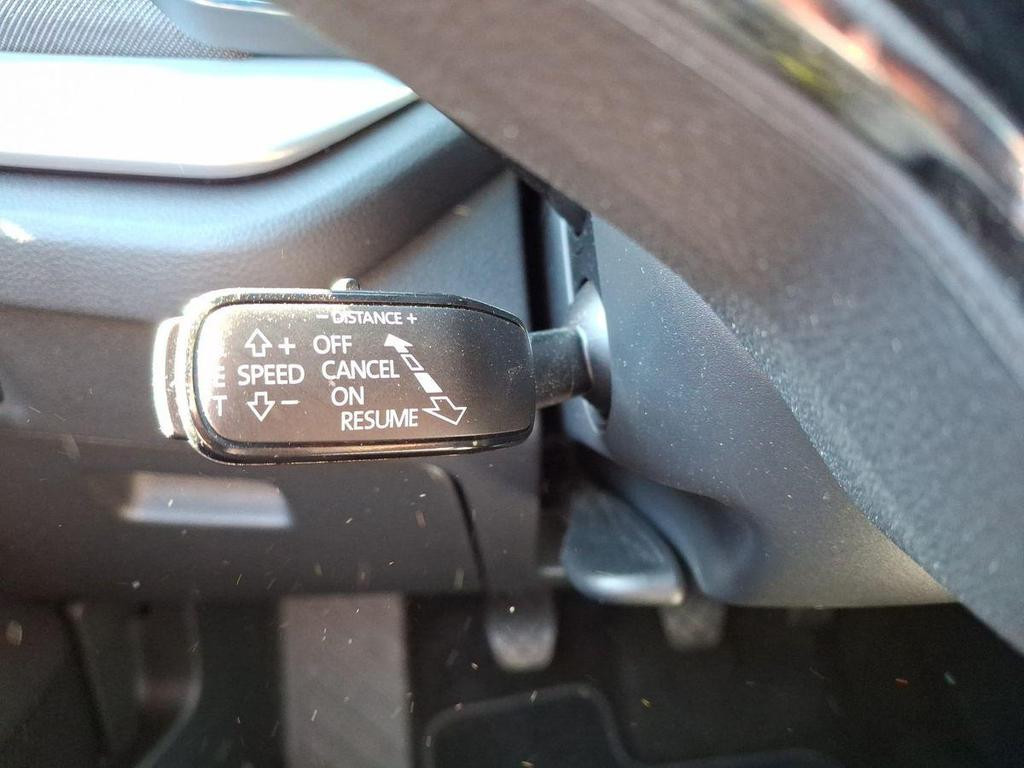 − DISTANCE +
+ OFF
E SPEED CANCEL
T − ON
RESUME